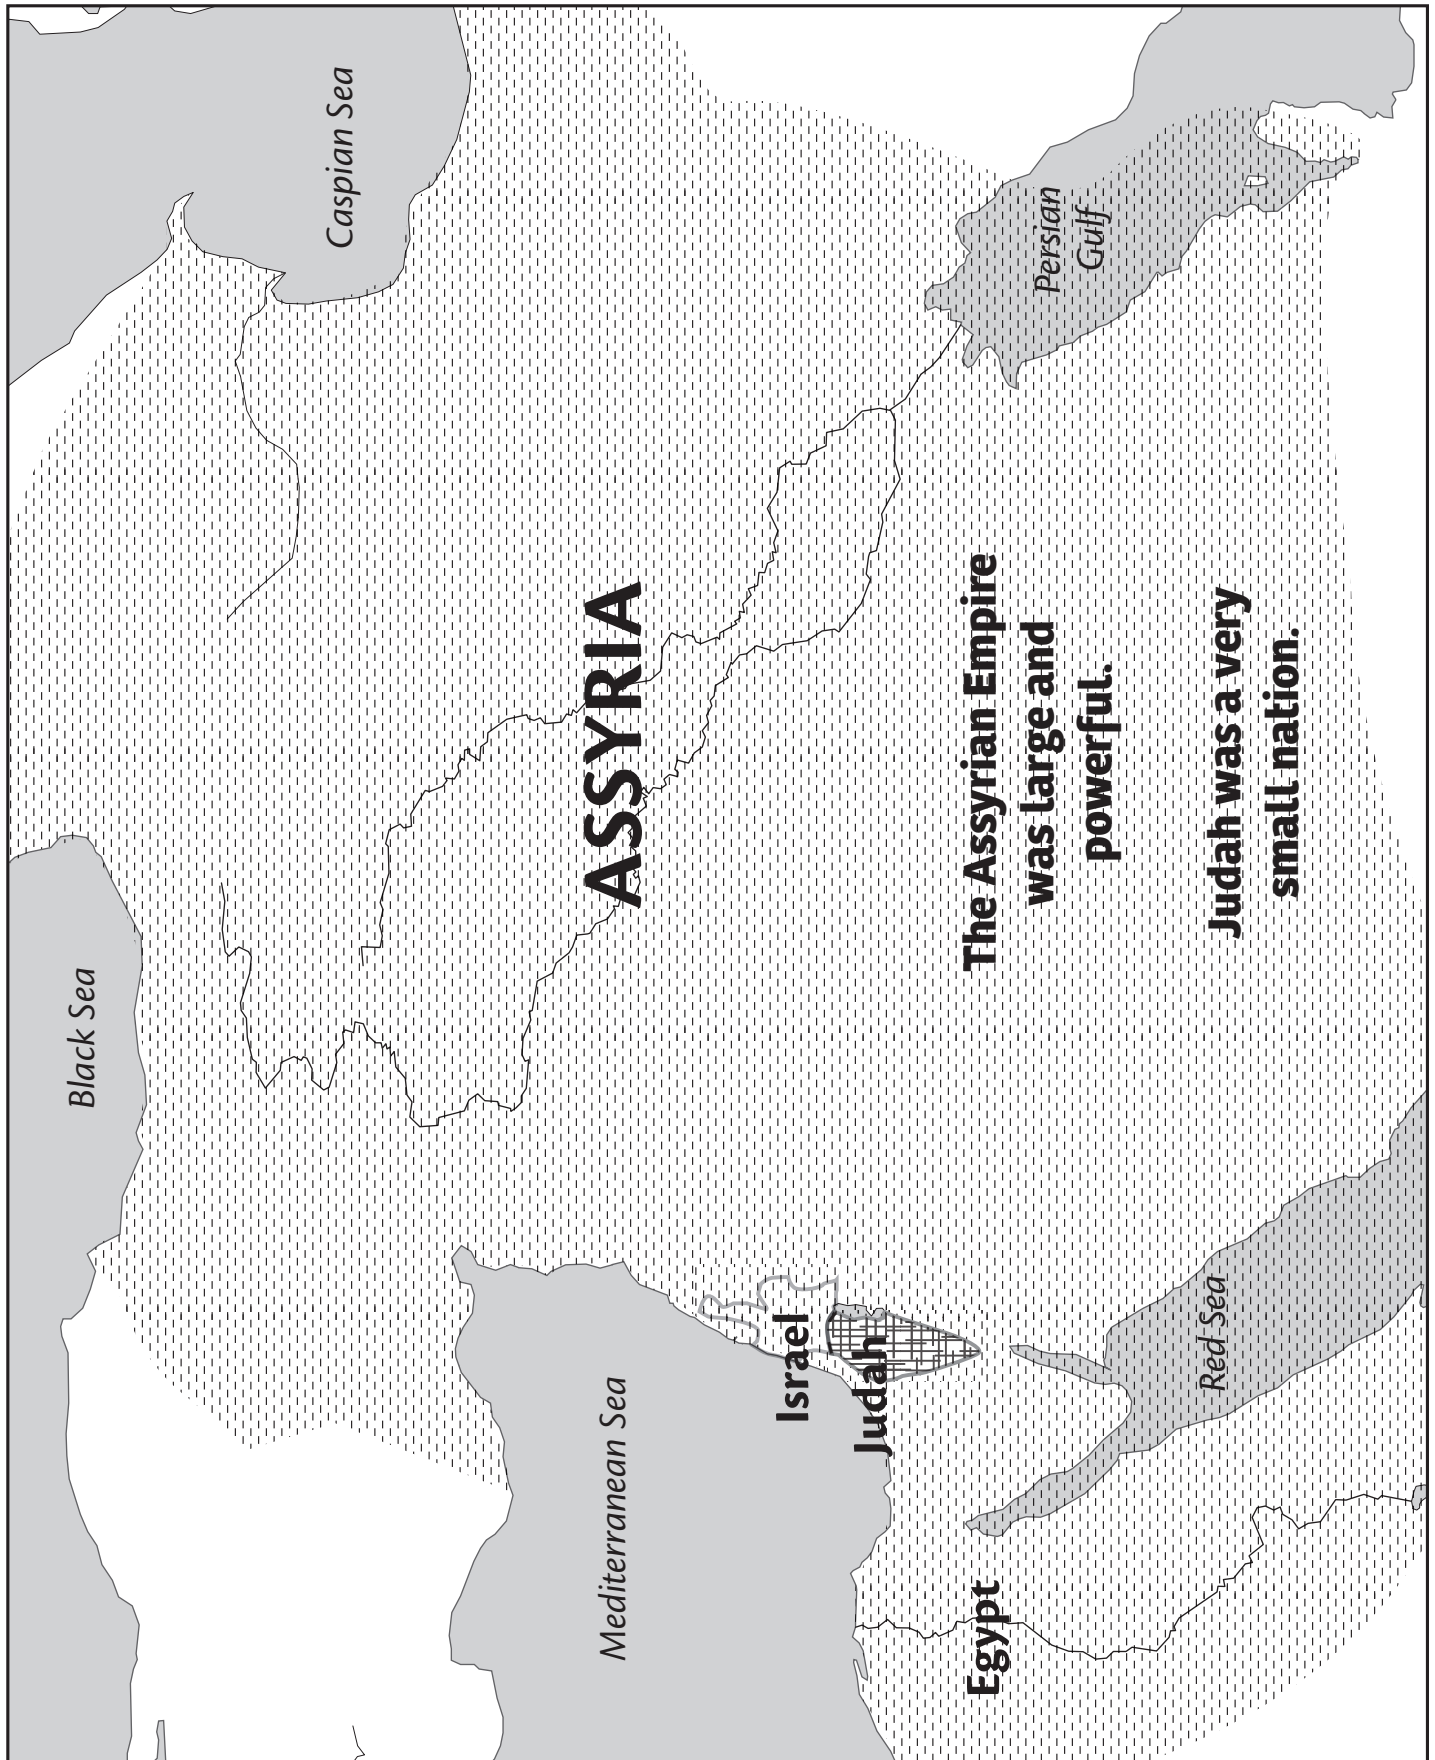 Black Sea
Caspian Sea
ASSYRIA
Mediterranean Sea
Israel
Judah
Persian
Gulf
Egypt
The Assyrian Empire
was large and
powerful.
Red Sea
Judah was a very
small nation.